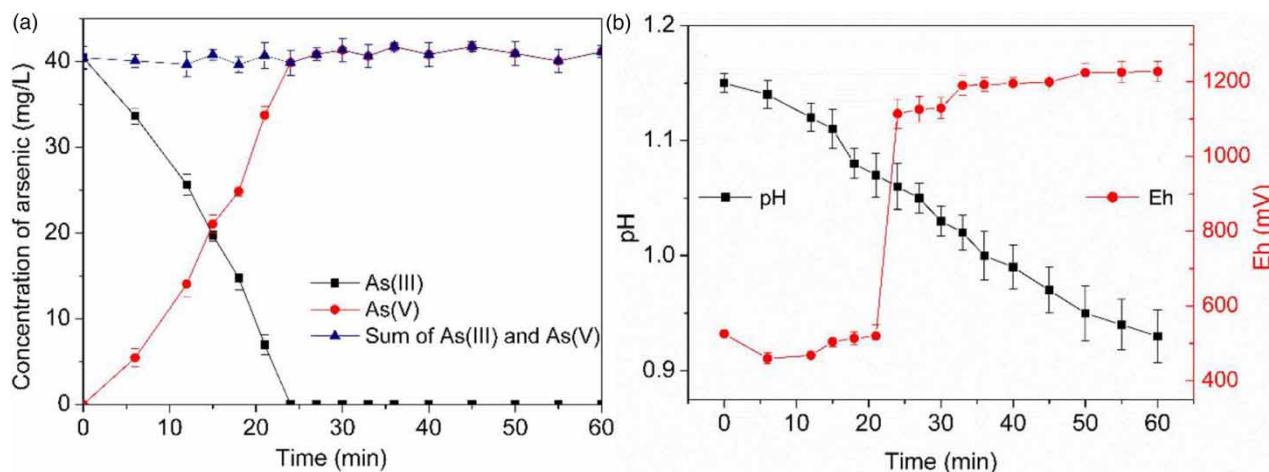 (a)
Concentration of arsenic (mg/L)
40
30
20
10
0
As(III)
As(V)
Sum of As(III) and As(V)
0 10 20 30 40 50 60
Time (min)
(b)
pH
1.2
1.1
1.0
0.9
pH
Eh
0 10 20 30 40 50 60
Time (min)
1200
1000
800
600
400
Eh (mV)